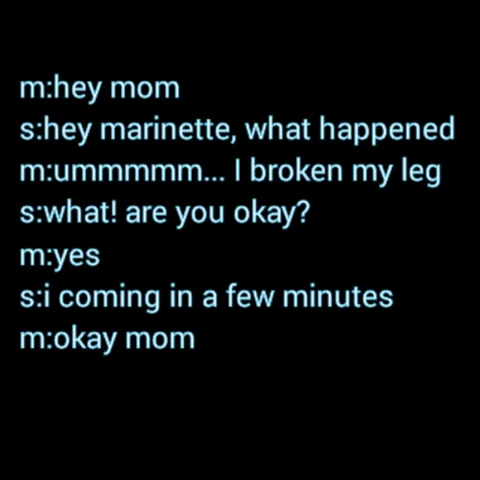 m:hey mom
s:hey marinette, what happened
m:ummmmm... I broken my leg
s:what! are you okay?
m:yes
s:i coming in a few minutes
m:okay mom